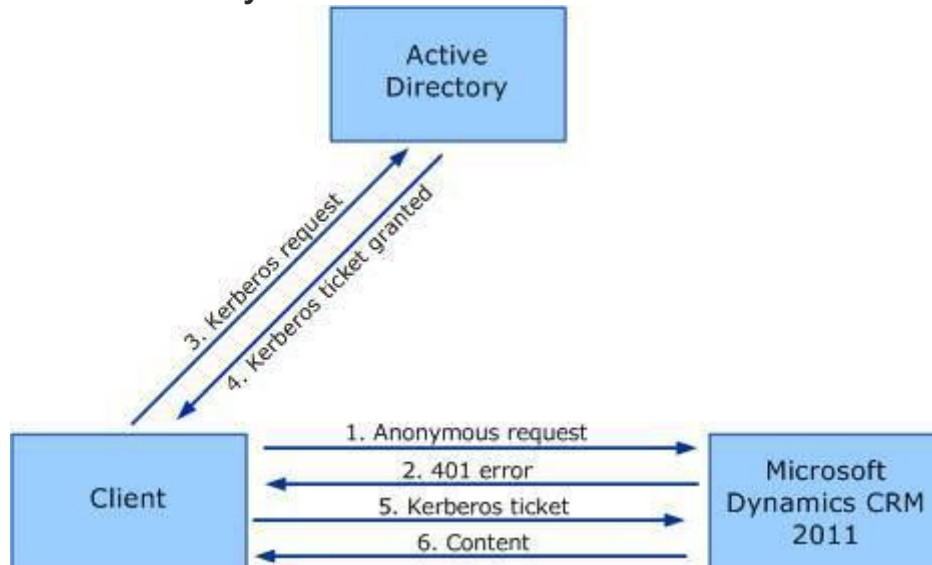 Active
Directory
3. Kerberos request
4. Kerberos ticket granted
1. Anonymous request
2. 401 error
5. Kerberos ticket
6. Content
Client
Microsoft
Dynamics CRM
2011